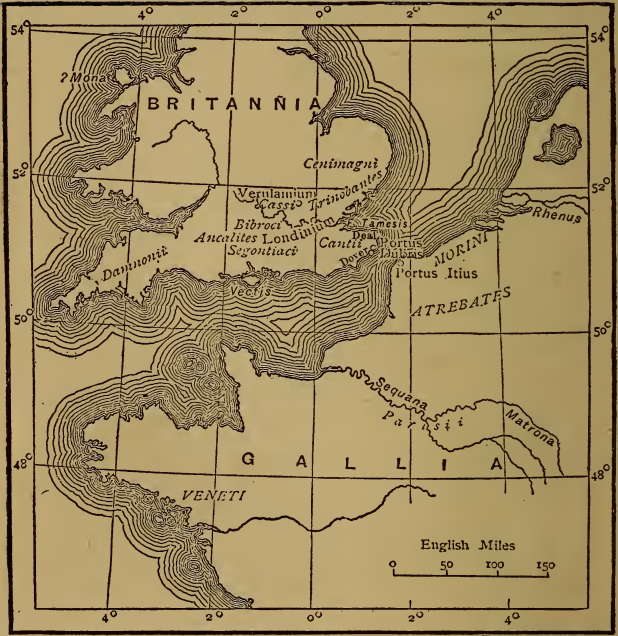 4° 2° 0° 2° 4°
54° 54°
? Mona
BRITANNIA
Cenimagni
52° 52°
Verulamium
Cassi Trinobantes
Rhenus
Bibroci
Tamesis
Ancalites Londinium
Deal
Segontiaci
Cantii
Portus
Dover
Dubris
MORINI
Damnonii
Portus Itius
Vectis
ATREBATES
50° 50°
Sequana
Parisii
Matrona
GALLIA
48° 48°
VENETI
English Miles
0 50 100 150
4° 2° 0° 2° 4°